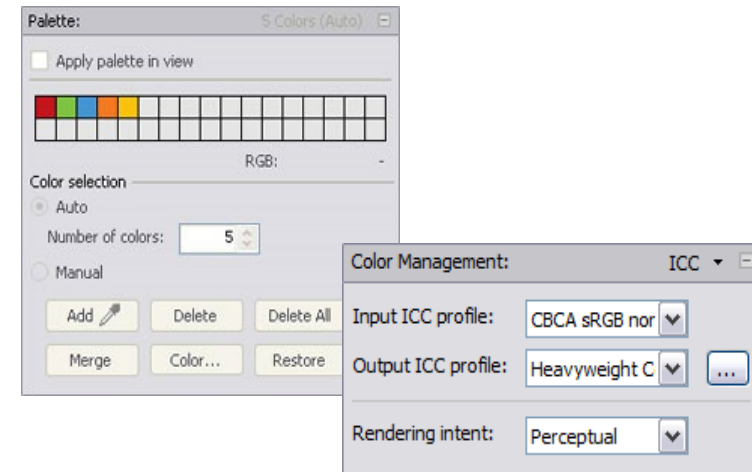 Palette: 5 Colors (Auto)
Apply palette in view
RGB: -
Color selection
Auto
Number of colors: 5
Manual
Add Delete Delete All
Merge Color... Restore
Color Management: ICC
Input ICC profile: CBCA sRGB nor
Output ICC profile: Heavyweight C ...
Rendering intent: Perceptual